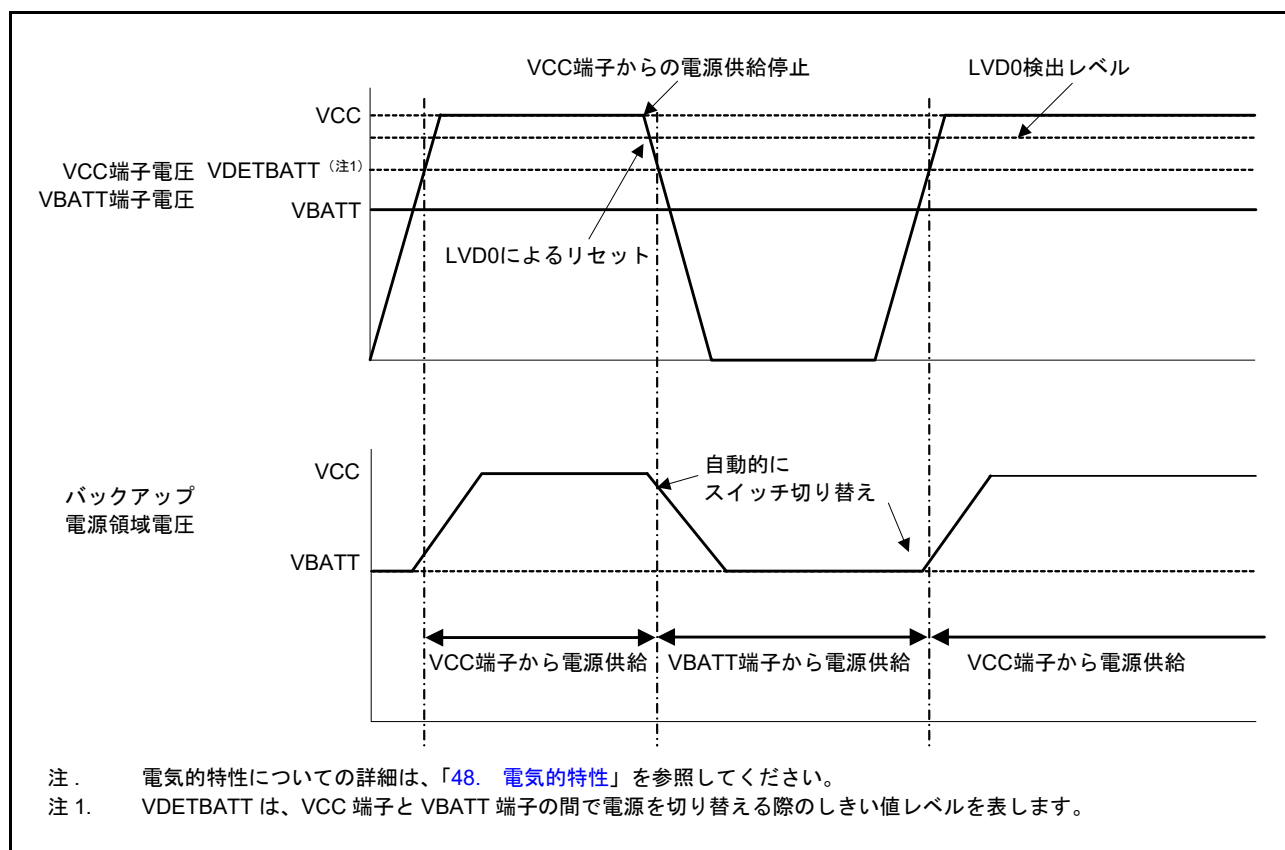 VCC端子からの電源供給停止
LVD0検出レベル
VCC
VCC端子電圧
VBATT端子電圧
VDETBATT（注1）
VBATT
LVD0によるリセット
バックアップ
電源領域電圧
VCC
自動的に
スイッチ切り替え
VBATT
VCC端子から電源供給
VBATT端子から電源供給
VCC端子から電源供給
注 . 電気的特性についての詳細は、「48. 電気的特性」を参照してください。
注 1. VDETBATT は、VCC 端子と VBATT 端子の間で電源を切り替える際のしきい値レベルを表します。